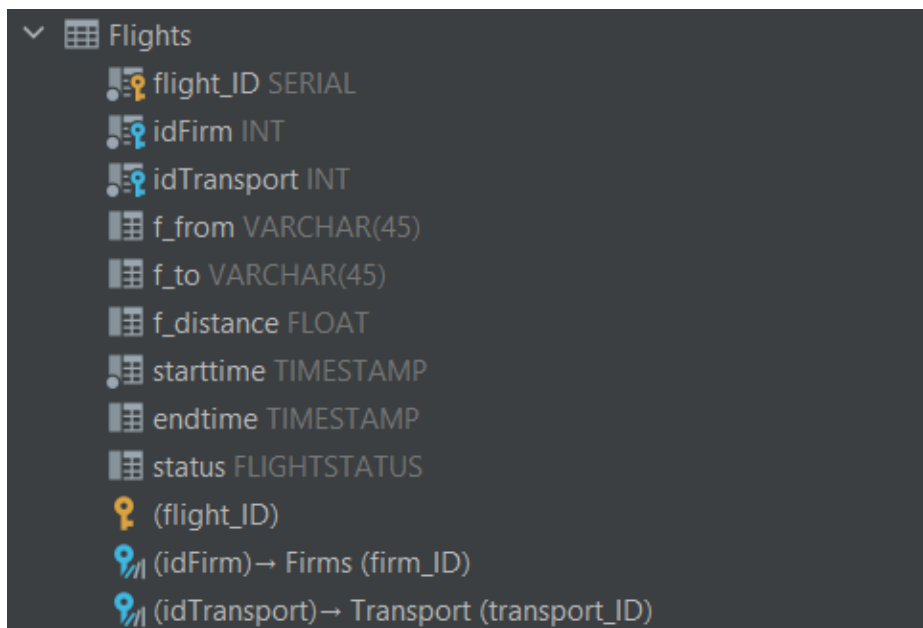 Flights
flight_ID SERIAL
idFirm INT
idTransport INT
f_from VARCHAR(45)
f_to VARCHAR(45)
f_distance FLOAT
starttime TIMESTAMP
endtime TIMESTAMP
status FLIGHTSTATUS
(flight_ID)
(idFirm)→ Firms (firm_ID)
(idTransport)→ Transport (transport_ID)